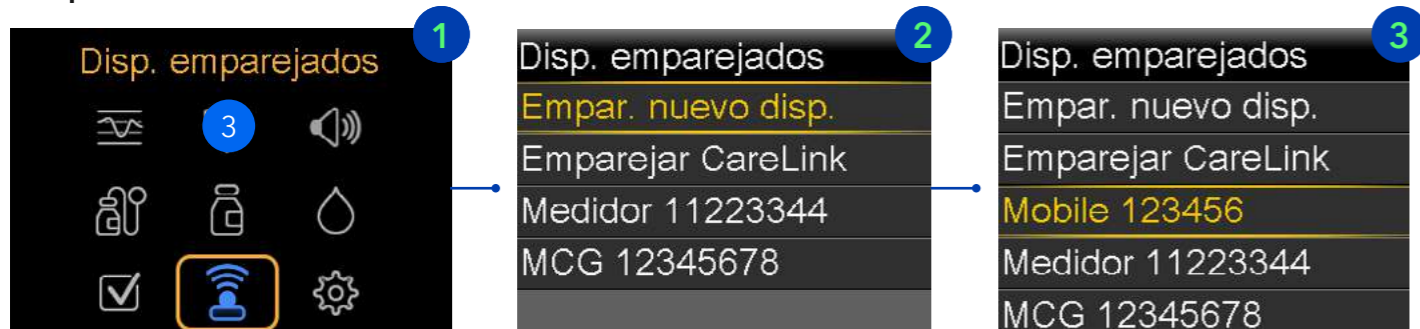 1
Disp. emparejados
3
2
Disp. emparejados
Empar. nuevo disp.
Emparejar CareLink
Medidor 11223344
MCG 12345678
3
Disp. emparejados
Empar. nuevo disp.
Emparejar CareLink
Mobile 123456
Medidor 11223344
MCG 12345678